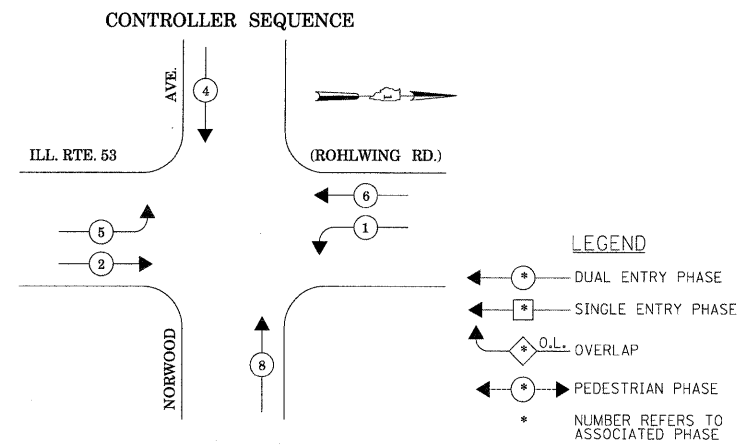 CONTROLLER SEQUENCE
AVE.
4
ILL. RTE. 53
(ROHLWING RD.)
6
5
1
2
8
NORWOOD
LEGEND
* DUAL ENTRY PHASE
* SINGLE ENTRY PHASE
* O.L. OVERLAP
* PEDESTRIAN PHASE
* NUMBER REFERS TO
ASSOCIATED PHASE